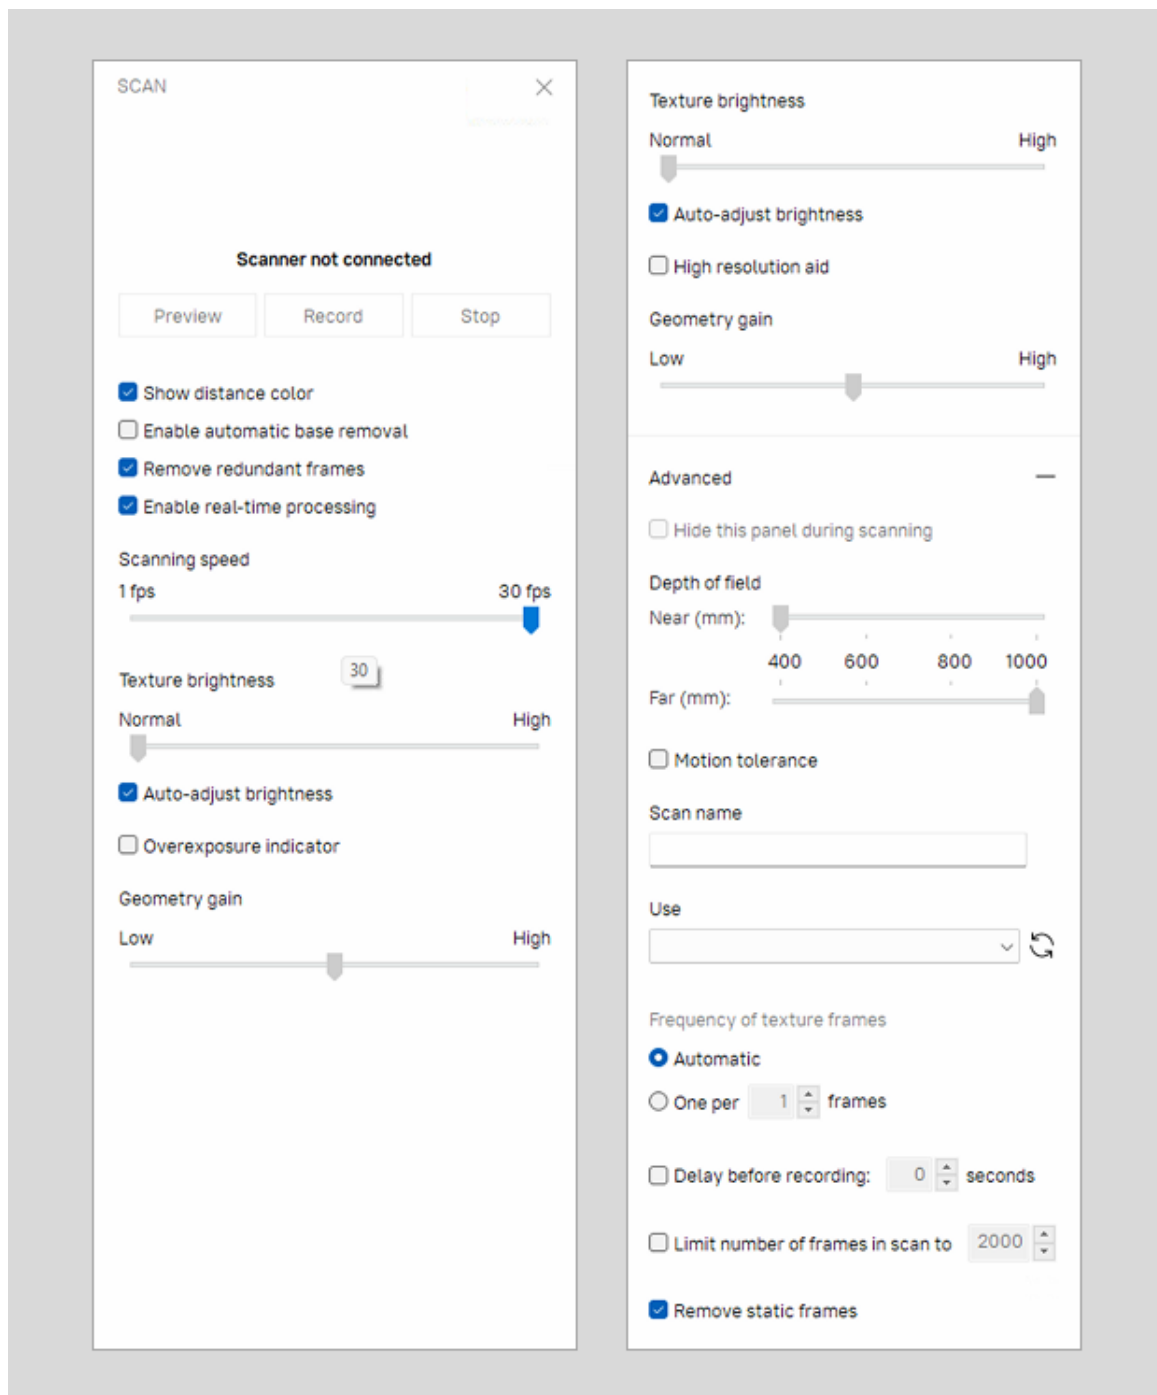 SCAN
Scanner not connected
Preview Record Stop
Show distance color
Enable automatic base removal
Remove redundant frames
Enable real-time processing
Scanning speed
1 fps 30 fps
30
Texture brightness
Normal High
Auto-adjust brightness
Overexposure indicator
Geometry gain
Low High
Texture brightness
Normal High
Auto-adjust brightness
High resolution aid
Geometry gain
Low High
Advanced
Hide this panel during scanning
Depth of field
Near (mm):
400 600 800 1000
Far (mm):
Motion tolerance
Scan name
Use
Frequency of texture frames
Automatic
One per 1 frames
Delay before recording: 0 seconds
Limit number of frames in scan to 2000
Remove static frames